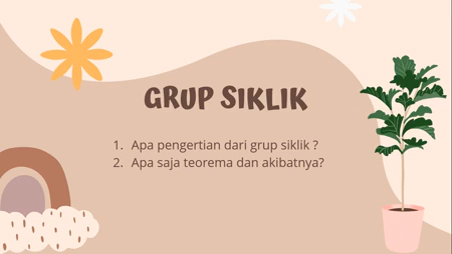 GRUP SIKLIK
1. Apa pengertian dari grup siklik ?
2. Apa saja teorema dan akibatnya?